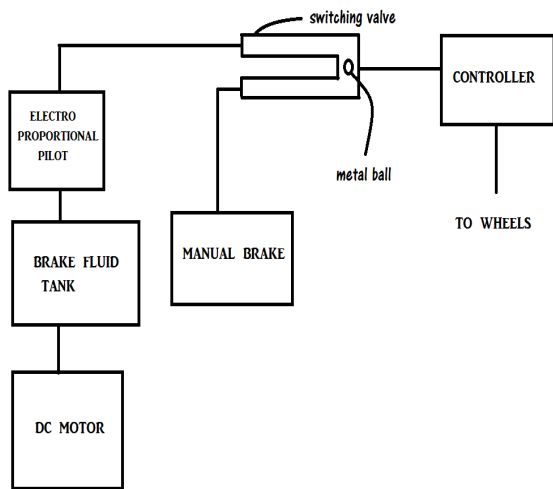 switching valve
CONTROLLER
ELECTRO
PROPORTIONAL
PILOT
metal ball
TO WHEELS
MANUAL BRAKE
BRAKE FLUID
TANK
DC MOTOR